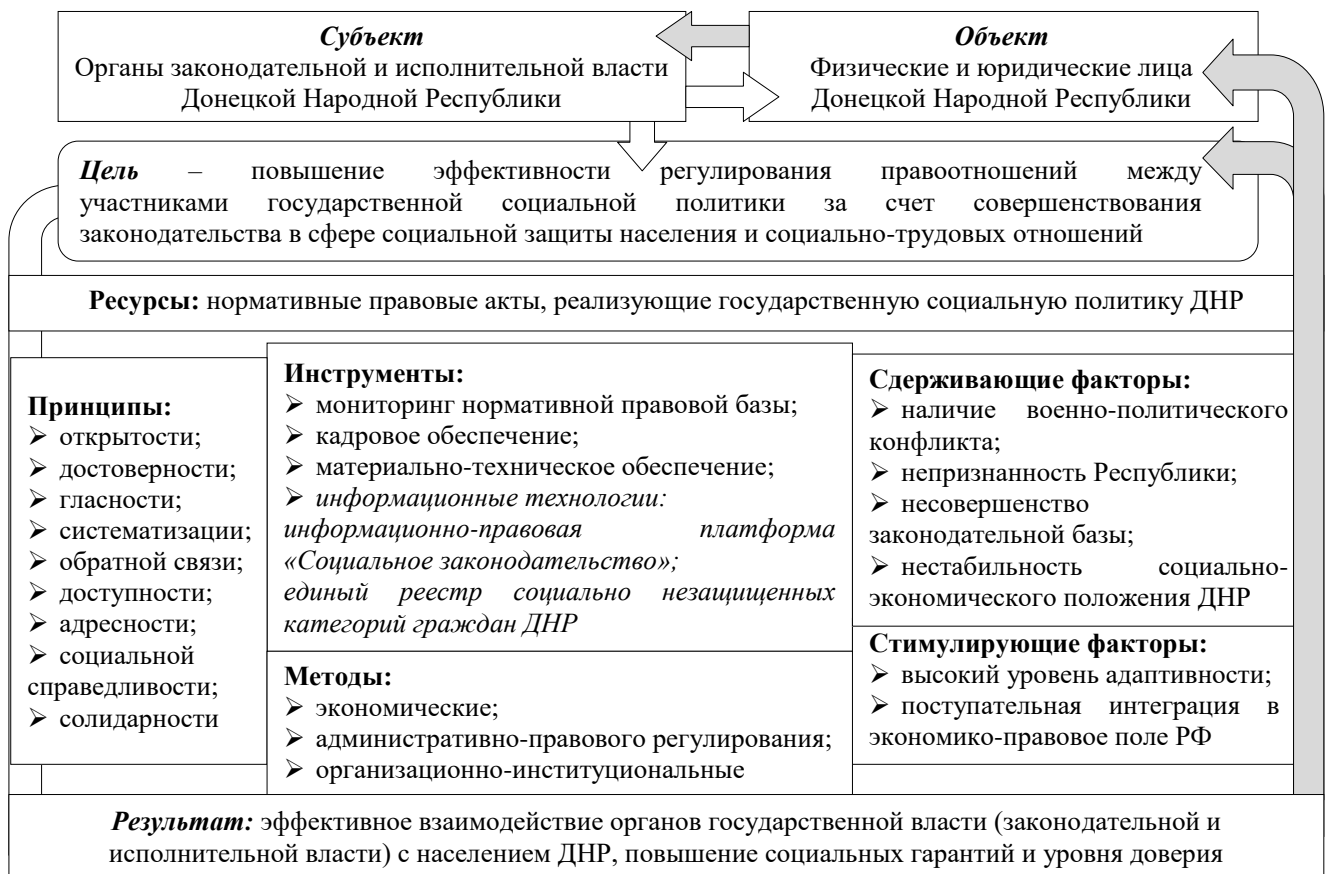 Субъект
Органы законодательной и исполнительной власти
Донецкой Народной Республики
Объект
Физические и юридические лица
Донецкой Народной Республики
Цель – повышение эффективности регулирования правоотношений между
участниками государственной социальной политики за счет совершенствования
законодательства в сфере социальной защиты населения и социально-трудовых отношений
Ресурсы: нормативные правовые акты, реализующие государственную социальную политику ДНР
Принципы:
➢ открытости;
➢ достоверности;
➢ гласности;
➢ систематизации;
➢ обратной связи;
➢ доступности;
➢ адресности;
➢ социальной
справедливости;
➢ солидарности
Инструменты:
➢ мониторинг нормативной правовой базы;
➢ кадровое обеспечение;
➢ материально-техническое обеспечение;
➢ информационные технологии:
информационно-правовая платформа
«Социальное законодательство»;
единый реестр социально незащищенных
категорий граждан ДНР
Методы:
➢ экономические;
➢ административно-правового регулирования;
➢ организационно-институциональные
Сдерживающие факторы:
➢ наличие военно-политического
конфликта;
➢ непризнанность Республики;
➢ несовершенство
законодательной базы;
➢ нестабильность социально-
экономического положения ДНР
Стимулирующие факторы:
➢ высокий уровень адаптивности;
➢ поступательная интеграция в
экономико-правовое поле РФ
Результат: эффективное взаимодействие органов государственной власти (законодательной и
исполнительной власти) с населением ДНР, повышение социальных гарантий и уровня доверия